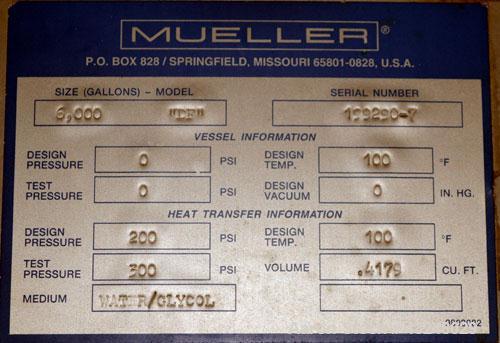 MUELLER®
P.O. BOX 828 / SPRINGFIELD, MISSOURI 65801-0828, U.S.A.
SIZE (GALLONS) - MODEL SERIAL NUMBER
6,000 "DF" 199290-7
VESSEL INFORMATION
DESIGN PRESSURE 0 PSI DESIGN TEMP. 100 °F
TEST PRESSURE 0 PSI DESIGN VACUUM 0 IN. HG.
HEAT TRANSFER INFORMATION
DESIGN PRESSURE 200 PSI DESIGN TEMP. 100 °F
TEST PRESSURE 300 PSI VOLUME .4179 CU. FT.
MEDIUM WATER/GLYCOL